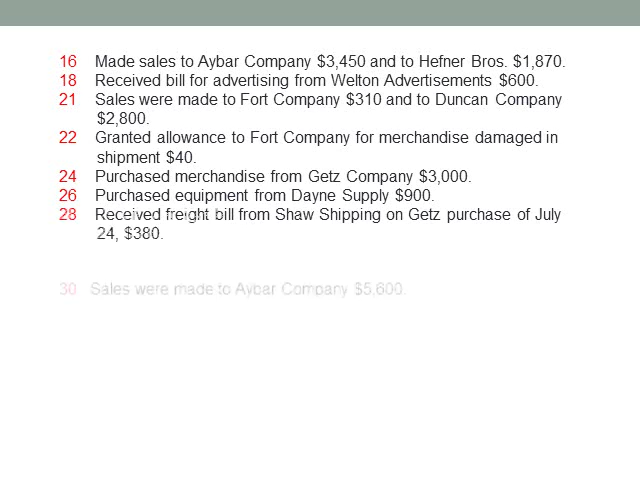 16 Made sales to Aybar Company $3,450 and to Hefner Bros. $1,870.
18 Received bill for advertising from Welton Advertisements $600.
21 Sales were made to Fort Company $310 and to Duncan Company
$2,800.
22 Granted allowance to Fort Company for merchandise damaged in
shipment $40.
24 Purchased merchandise from Getz Company $3,000.
26 Purchased equipment from Dayne Supply $900.
28 Received freight bill from Shaw Shipping on Getz purchase of July
24, $380.
30 Sales were made to Aybar Company $5,600.